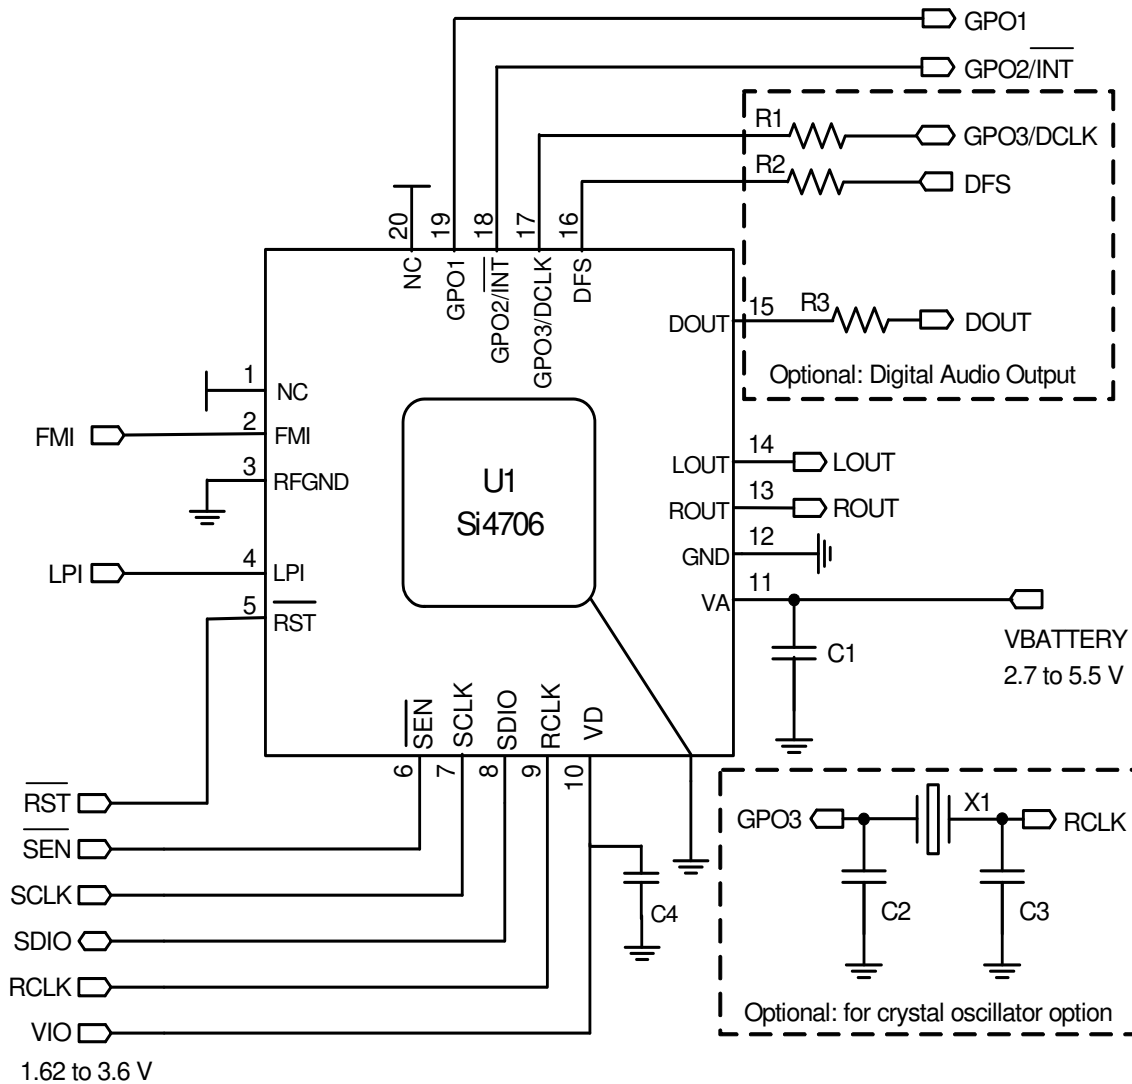 GPO1
GPO2/INT
R1
GPO3/DCLK
R2
DFS
20
19
18
17
16
NC
GPO1
GPO2/INT
GPO3/DCLK
DFS
DOUT
15
R3
DOUT
Optional: Digital Audio Output
1
NC
FMI
2
FMI
3
RFGND
U1
Si4706
LOUT
14
LOUT
ROUT
13
ROUT
GND
12
LPI
4
LPI
5
RST
VA
11
C1
VBATTERY
2.7 to 5.5 V
SEN
SCLK
SDIO
RCLK
VD
6
7
8
9
10
RST
SEN
SCLK
SDIO
RCLK
VIO
1.62 to 3.6 V
C4
GPO3
X1
RCLK
C2
C3
Optional: for crystal oscillator option